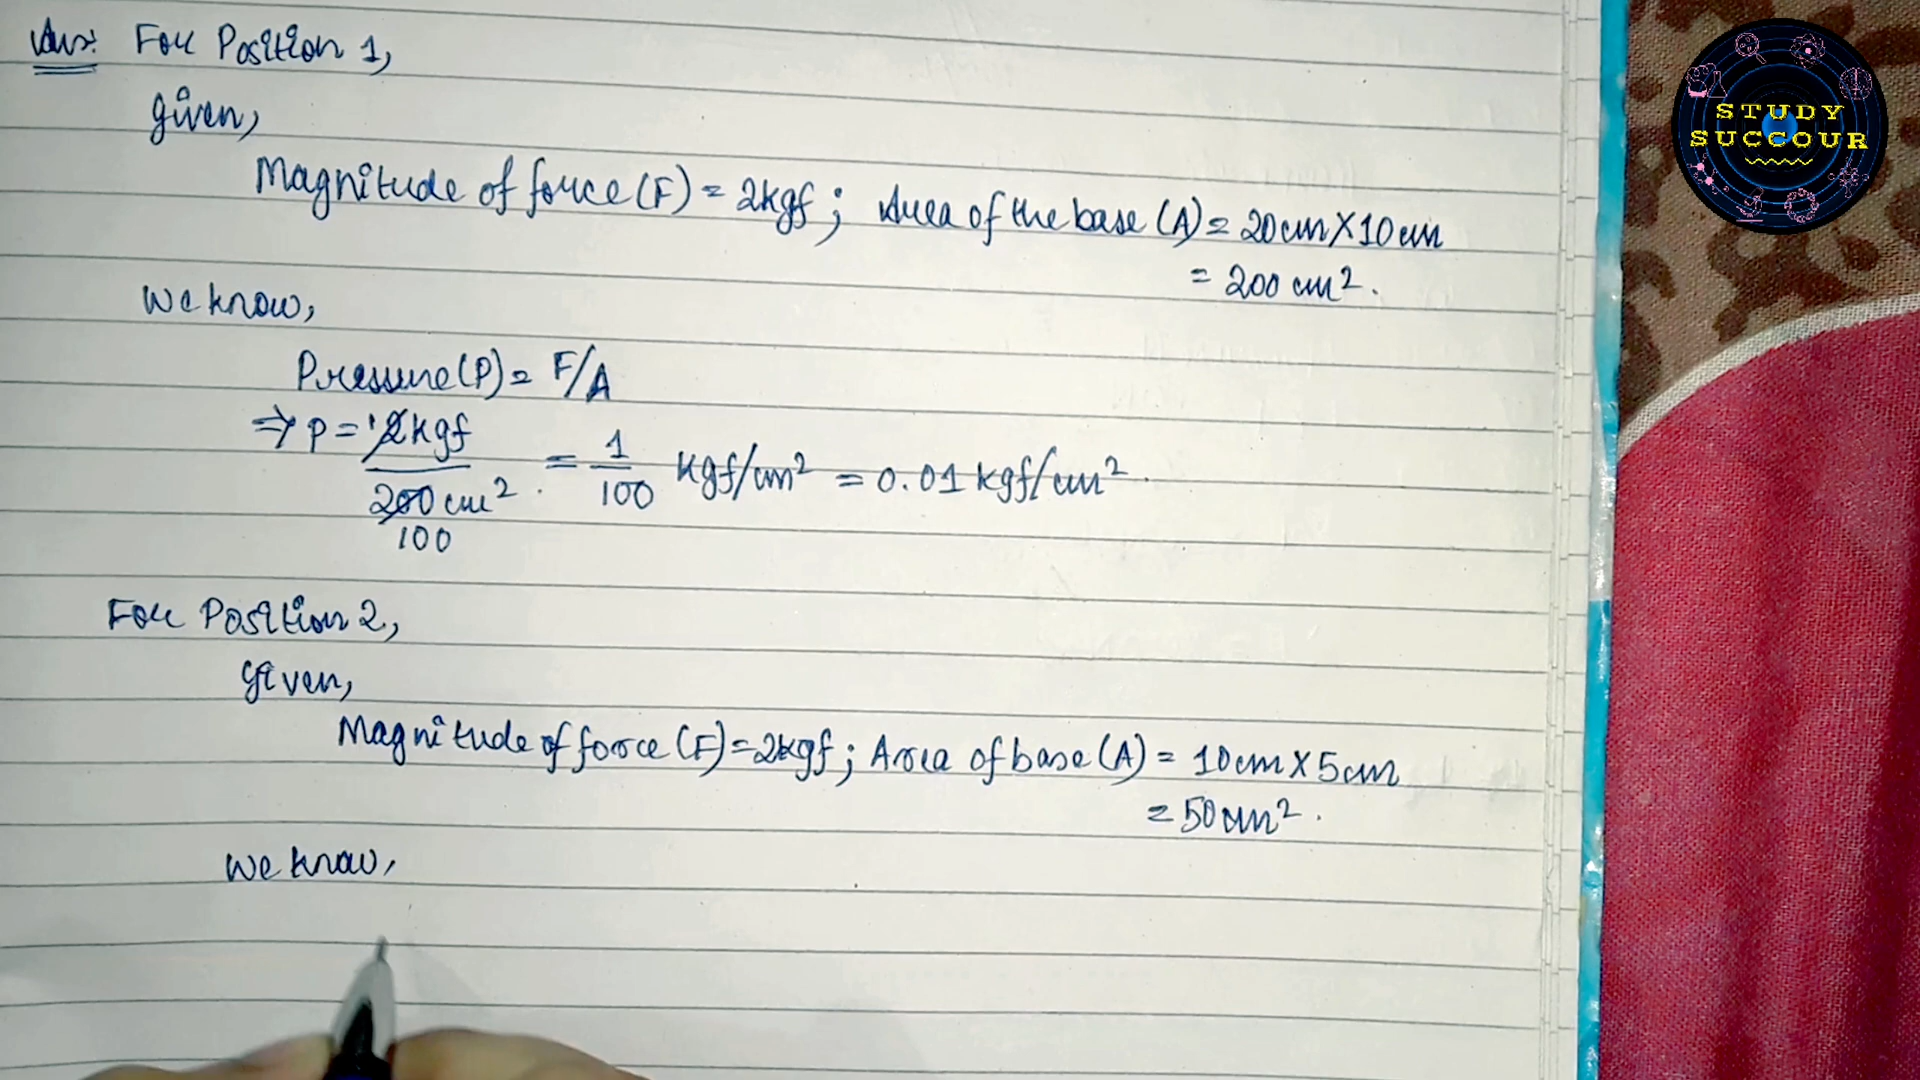 Ans: For Position 1,
given,
Magnitude of force (F) = 2kgf ; Area of the base (A) = 20cm X 10cm
= 200 cm².
We know,
Pressure (P) = F/A
⇒ P = 2kgf / 200 cm² = 1/100 kgf/cm² = 0.01 kgf/cm²
1
100
For Position 2,
Given,
Magnitude of force (F) = 2kgf ; Area of base (A) = 10cm X 5cm
= 50cm².
We know,
STUDY
SUCCOUR